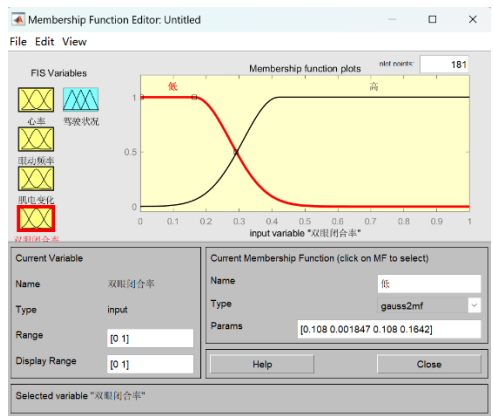 Membership Function Editor: Untitled
File Edit View
FIS Variables
心率
驾驶状况
眼动频率
肌电变化
双眼闭合率
Membership function plots
plot points:
181
低
高
1
0.5
0
0 0.1 0.2 0.3 0.4 0.5 0.6 0.7 0.8 0.9 1
input variable "双眼闭合率"
Current Variable
Name 双眼闭合率
Type input
Range [0 1]
Display Range [0 1]
Current Membership Function (click on MF to select)
Name 低
Type gauss2mf
Params [0.108 0.001847 0.108 0.1642]
Help Close
Selected variable "双眼闭合率"